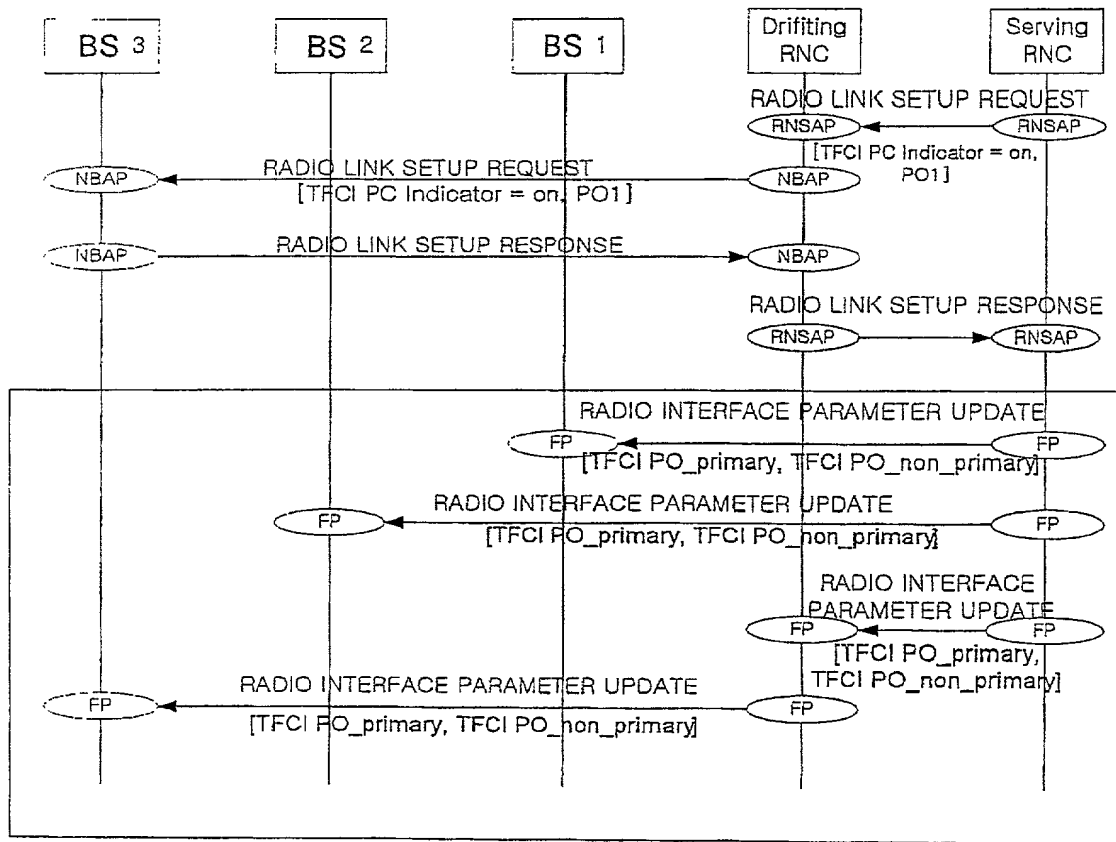 BS 3
BS 2
BS 1
Drifiting
RNC
Serving
RNC
RADIO LINK SETUP REQUEST
RNSAP
RNSAP
[TFCI PC Indicator = on,
PO1]
RADIO LINK SETUP REQUEST
NBAP
NBAP
[TFCI PC Indicator = on, PO1]
RADIO LINK SETUP RESPONSE
NBAP
NBAP
RADIO LINK SETUP RESPONSE
RNSAP
RNSAP
RADIO INTERFACE PARAMETER UPDATE
FP
FP
[TFCI PO_primary, TFCI PO_non_primary]
RADIO INTERFACE PARAMETER UPDATE
FP
FP
[TFCI PO_primary, TFCI PO_non_primary]
RADIO INTERFACE
PARAMETER UPDATE
FP
FP
[TFCI PO_primary,
TFCI PO_non_primary]
RADIO INTERFACE PARAMETER UPDATE
FP
FP
[TFCI PO_primary, TFCI PO_non_primary]